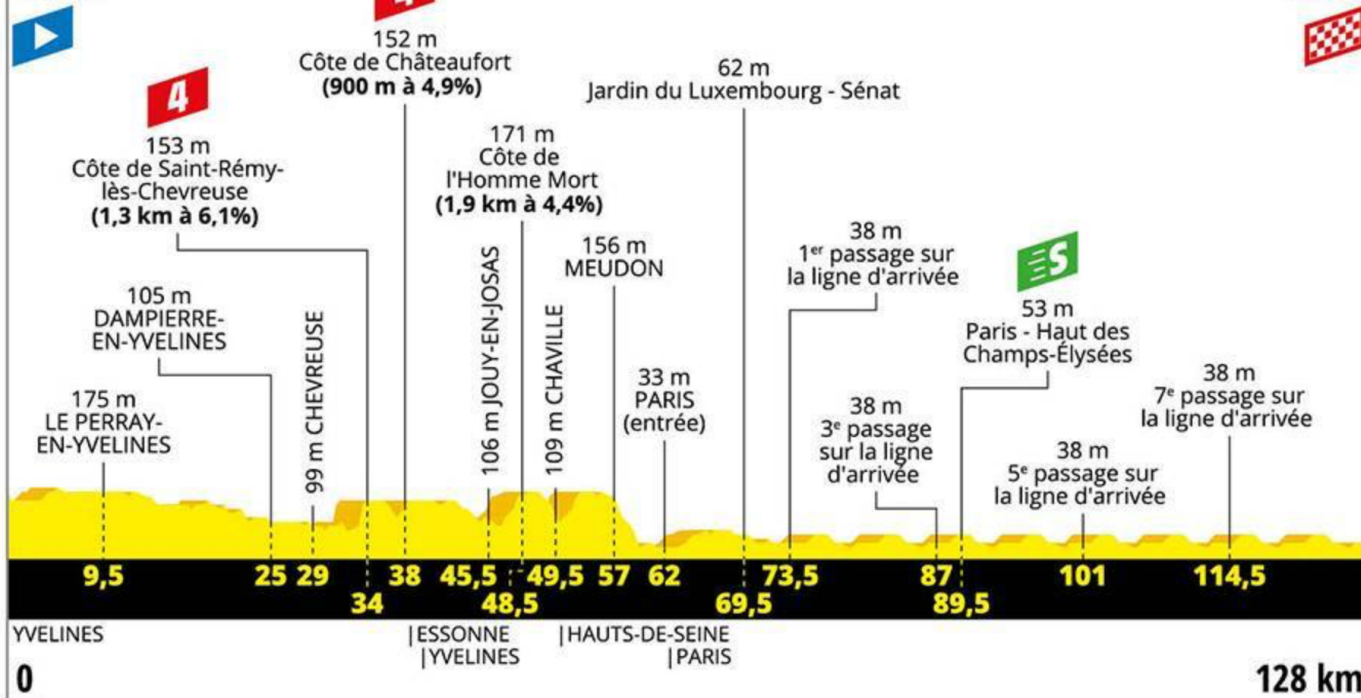 152 m
Côte de Châteaufort
(900 m à 4,9%)
4
153 m
Côte de Saint-Rémy-
lès-Chevreuse
(1,3 km à 6,1%)
62 m
Jardin du Luxembourg - Sénat
171 m
Côte de
l'Homme Mort
(1,9 km à 4,4%)
105 m
DAMPIERRE-
EN-YVELINES
175 m
LE PERRAY-
EN-YVELINES
99 m CHEVREUSE
106 m JOUY-EN-JOSAS
109 m CHAVILLE
156 m
MEUDON
33 m
PARIS
(entrée)
38 m
1er passage sur
la ligne d'arrivée
38 m
3e passage
sur la ligne
d'arrivée
S
53 m
Paris - Haut des
Champs-Élysées
38 m
5e passage sur
la ligne d'arrivée
38 m
7e passage sur
la ligne d'arrivée
9,5 25 29 38 45,5 49,5 57 62 73,5 87 101 114,5
34 48,5 69,5 89,5
YVELINES |ESSONNE |HAUTS-DE-SEINE
|YVELINES |PARIS
0 128 km